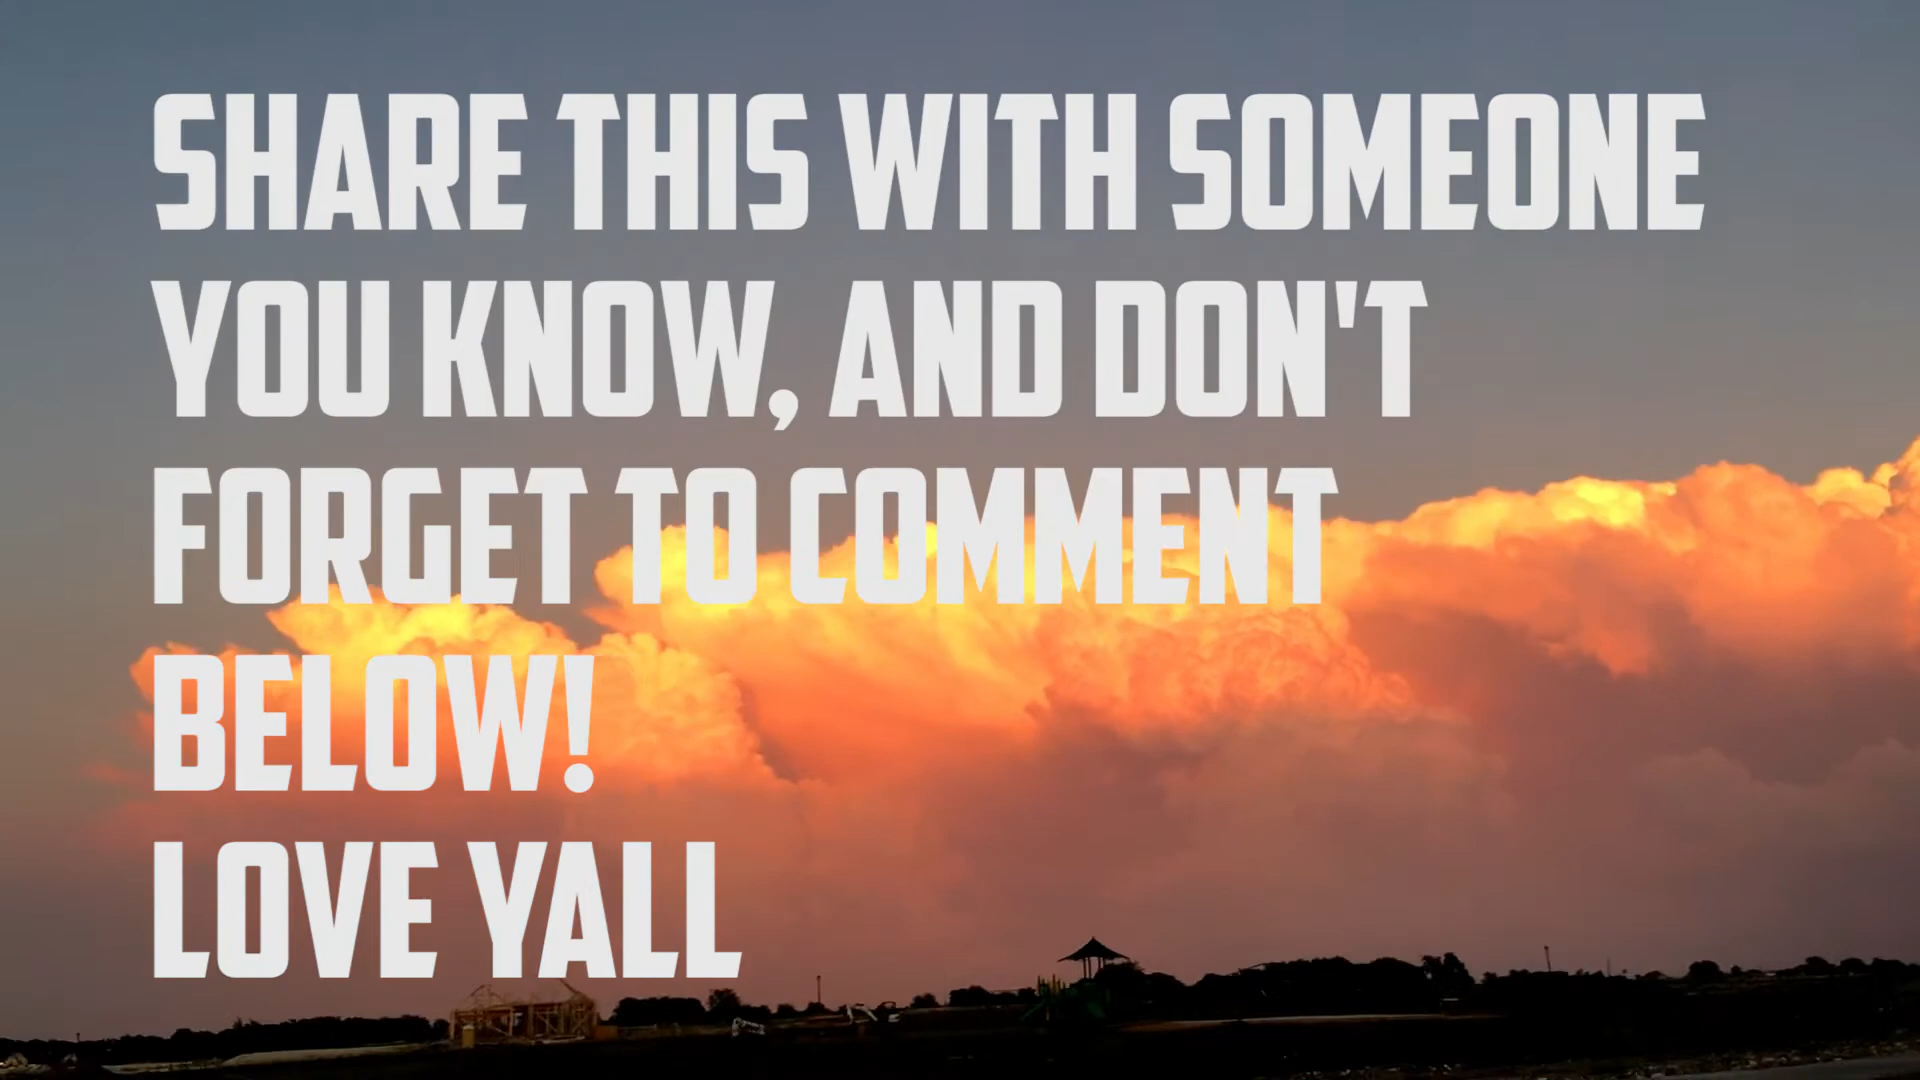 SHARE THIS WITH SOMEONE
YOU KNOW, AND DON'T
FORGET TO COMMENT
BELOW!
LOVE YALL